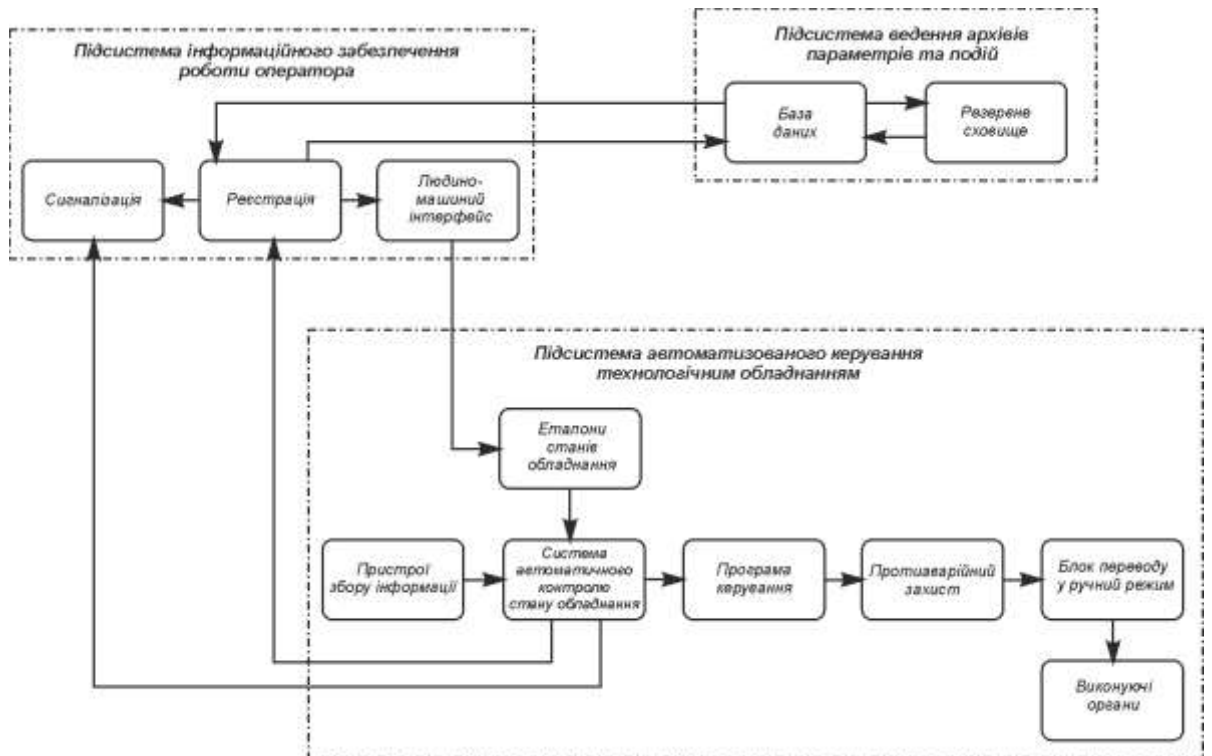 Підсистема інформаційного забезпечення
роботи оператора
Підсистема ведення архівів
параметрів та подій
База
даних
Резервне
сховище
Сигналізація
Реєстрація
Людино-
машиний
інтерфейс
Підсистема автоматизованого керування
технологічним обладнанням
Еталони
станів
обладнання
Пристрої
збору інформації
Система
автоматичного
контролю
стану обладнання
Програма
керування
Протиаварійний
захист
Блок переводу
у ручний режим
Виконуючі
органи